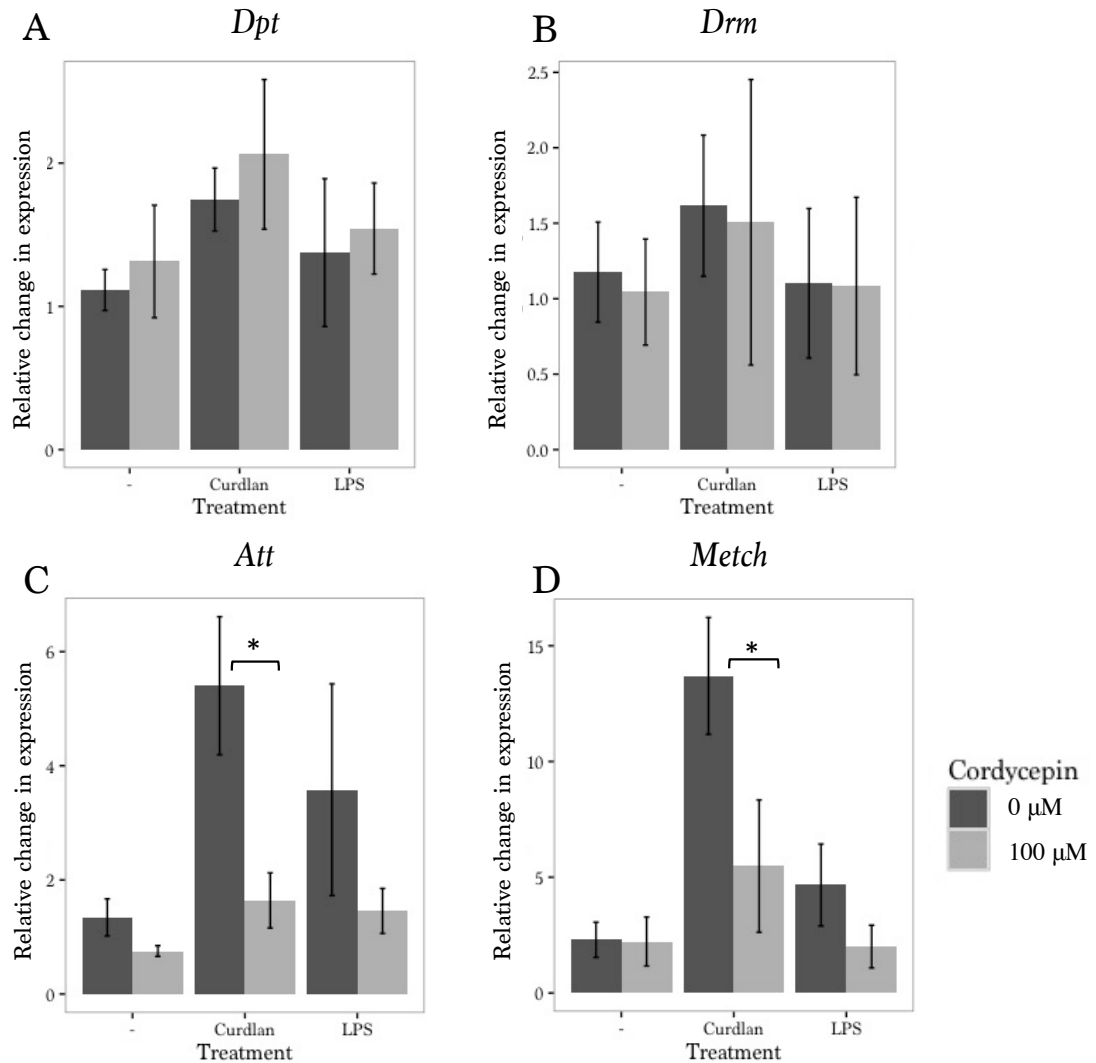 A
Dpt
Relative change in expression
2
1
0
-
Curdlan
LPS
Treatment
B
Drm
Relative change in expression
2.5
2.0
1.5
1.0
0.5
0.0
-
Curdlan
LPS
Treatment
C
Att
Relative change in expression
6
4
2
0
*
-
Curdlan
LPS
Treatment
D
Metch
Relative change in expression
15
10
5
0
*
-
Curdlan
LPS
Treatment
Cordycepin
0 μM
100 μM